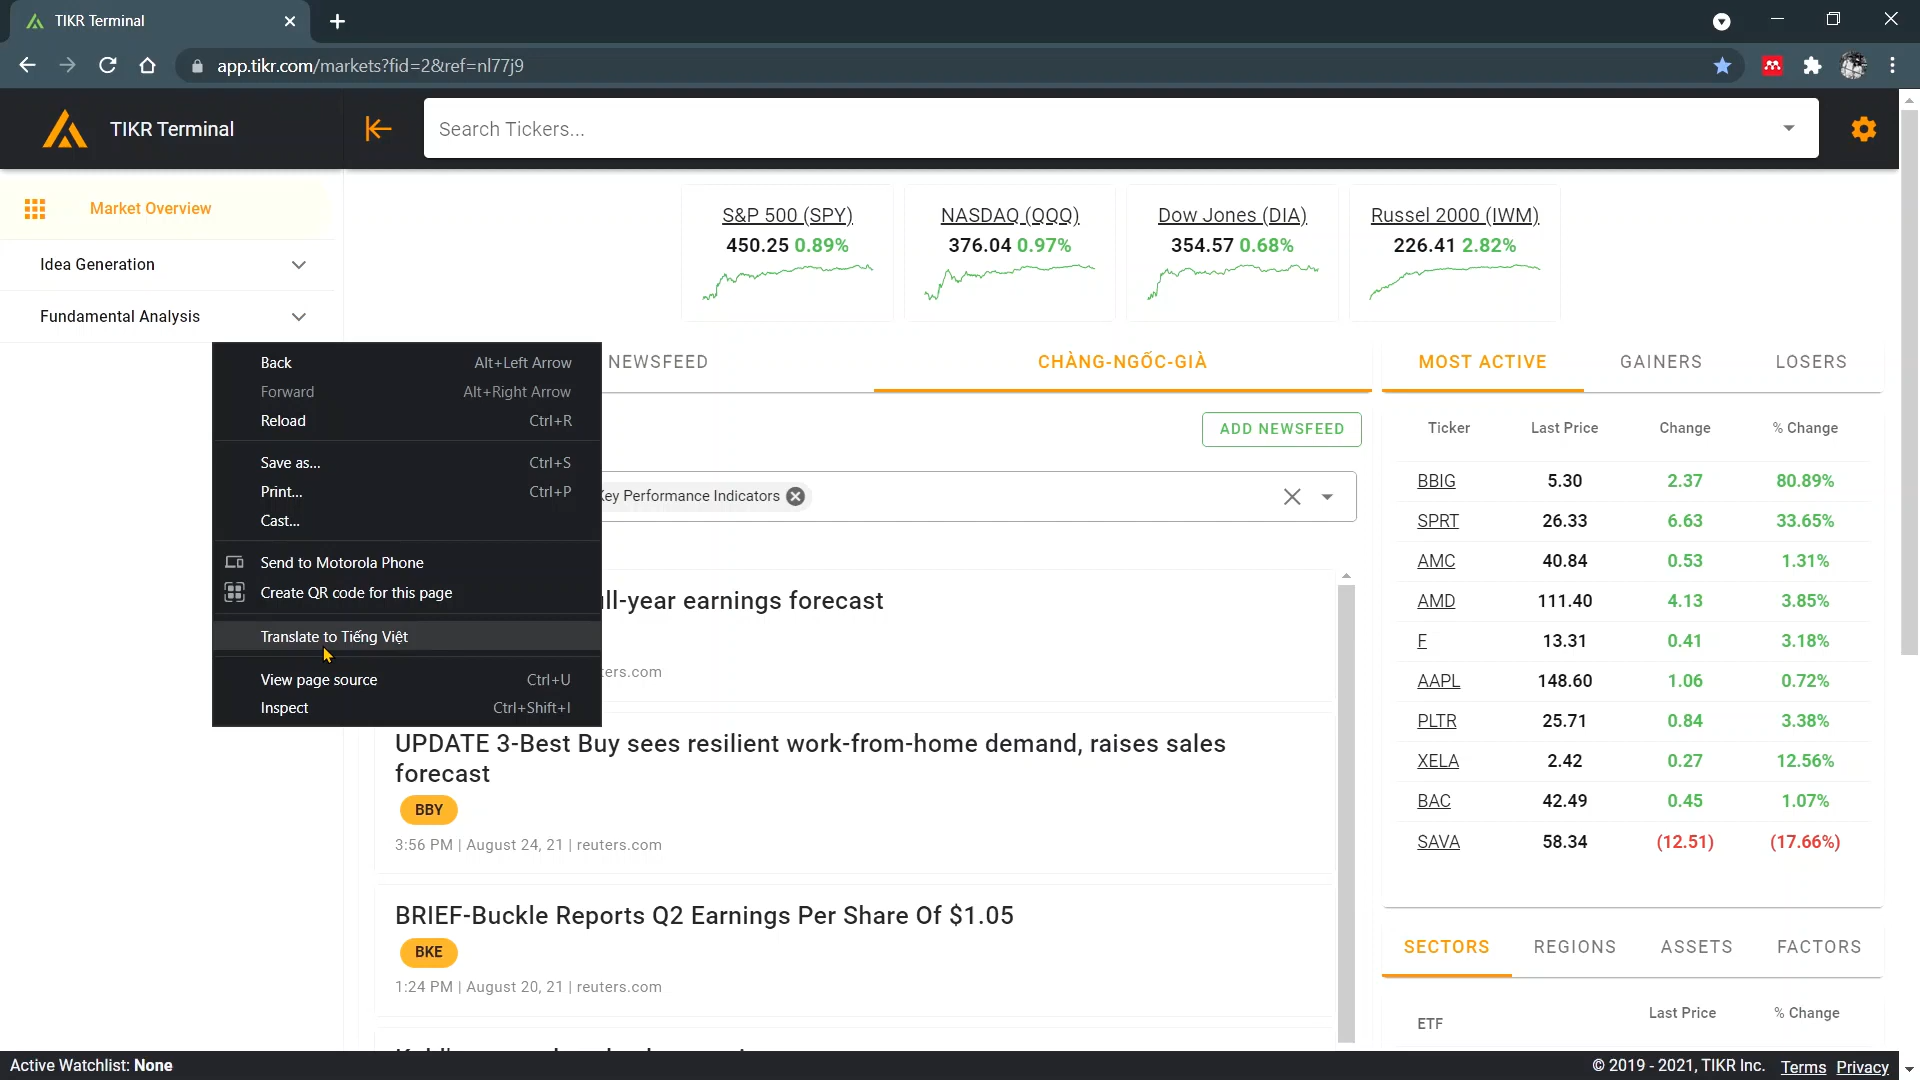 TIKR Terminal
app.tikr.com/markets?fid=2&ref=nl77j9
TIKR Terminal
Search Tickers...
Market Overview
Idea Generation
Fundamental Analysis
S&P 500 (SPY)
450.25 0.89%
NASDAQ (QQQ)
376.04 0.97%
Dow Jones (DIA)
354.57 0.68%
Russel 2000 (IWM)
226.41 2.82%
Back Alt+Left Arrow
Forward Alt+Right Arrow
Reload Ctrl+R
Save as... Ctrl+S
Print... Ctrl+P
Cast...
Send to Motorola Phone
Create QR code for this page
Translate to Tiếng Việt
View page source Ctrl+U
Inspect Ctrl+Shift+I
NEWSFEED
CHÀNG-NGỐC-GIÀ
ADD NEWSFEED
Key Performance Indicators
ll-year earnings forecast
ters.com
UPDATE 3-Best Buy sees resilient work-from-home demand, raises sales
forecast
BBY
3:56 PM | August 24, 21 | reuters.com
BRIEF-Buckle Reports Q2 Earnings Per Share Of $1.05
BKE
1:24 PM | August 20, 21 | reuters.com
MOST ACTIVE GAINERS LOSERS
Ticker Last Price Change % Change
BBIG 5.30 2.37 80.89%
SPRT 26.33 6.63 33.65%
AMC 40.84 0.53 1.31%
AMD 111.40 4.13 3.85%
F 13.31 0.41 3.18%
AAPL 148.60 1.06 0.72%
PLTR 25.71 0.84 3.38%
XELA 2.42 0.27 12.56%
BAC 42.49 0.45 1.07%
SAVA 58.34 (12.51) (17.66%)
SECTORS REGIONS ASSETS FACTORS
ETF Last Price % Change
Active Watchlist: None
© 2019 - 2021, TIKR Inc. Terms Privacy